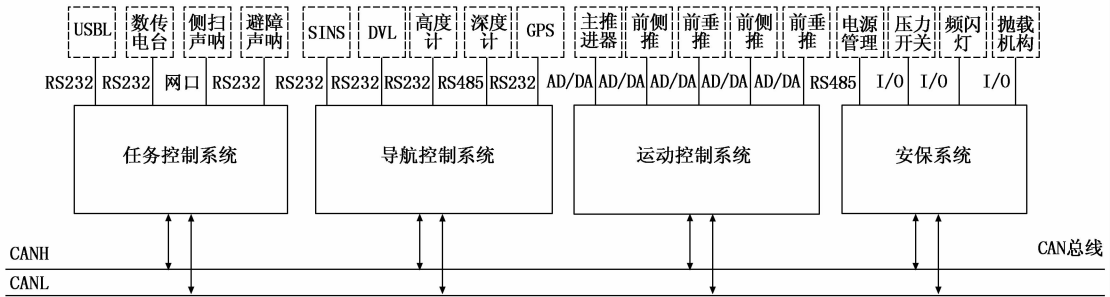 USBL
数传
电台
侧扫
声呐
避障
声呐
SINS
DVL
高度
计
深度
计
GPS
主推
进器
前侧
推
前垂
推
前侧
推
前垂
推
电源
管理
压力
开关
频闪
灯
抛载
机构
RS232 RS232 网口 RS232 RS232 RS232 RS232 RS485 RS232 AD/DA AD/DA AD/DA AD/DA AD/DA RS485 I/O I/O I/O
任务控制系统
导航控制系统
运动控制系统
安保系统
CANH
CAN总线
CANL